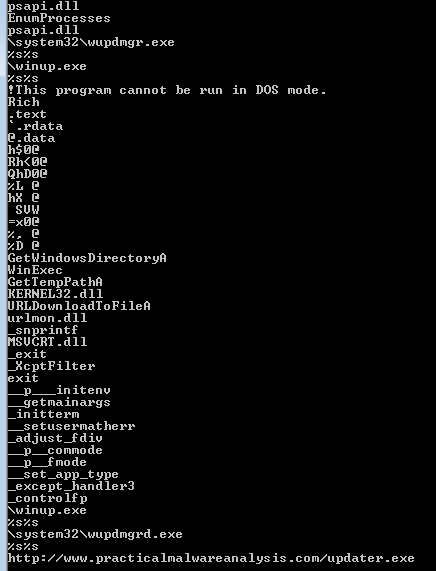 psapi.dll
EnumProcesses
psapi.dll
\system32\wupdmgr.exe
%s%s
\winup.exe
%s%s
!This program cannot be run in DOS mode.
Rich
.text
`.rdata
@.data
h$0@
Rh<0@
QhD0@
%L @
hX @
 SVW
=x0@
%, @
%D @
GetWindowsDirectoryA
WinExec
GetTempPathA
KERNEL32.dll
URLDownloadToFileA
urlmon.dll
_snprintf
MSVCRT.dll
_exit
_XcptFilter
exit
__p___initenv
__getmainargs
_initterm
__setusermatherr
_adjust_fdiv
__p__commode
__p__fmode
__set_app_type
_except_handler3
_controlfp
\winup.exe
%s%s
\system32\wupdmgrd.exe
%s%s
http://www.practicalmalwareanalysis.com/updater.exe